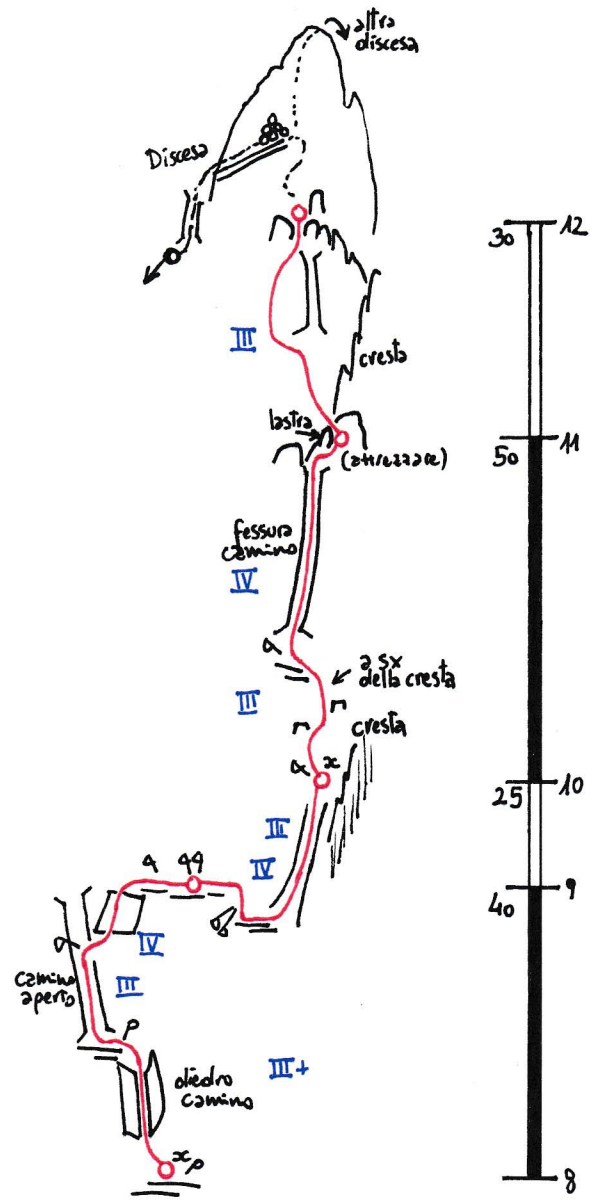 altra
discesa
Discesa
30 12
III
cresta
lastra
(attrezzare)
50 11
fessura
camino
IV
a sx
della cresta
III
cresta
x
25 10
III
IV
40 9
IV
camino
aperto
III
diedro
camino
III+
x
8